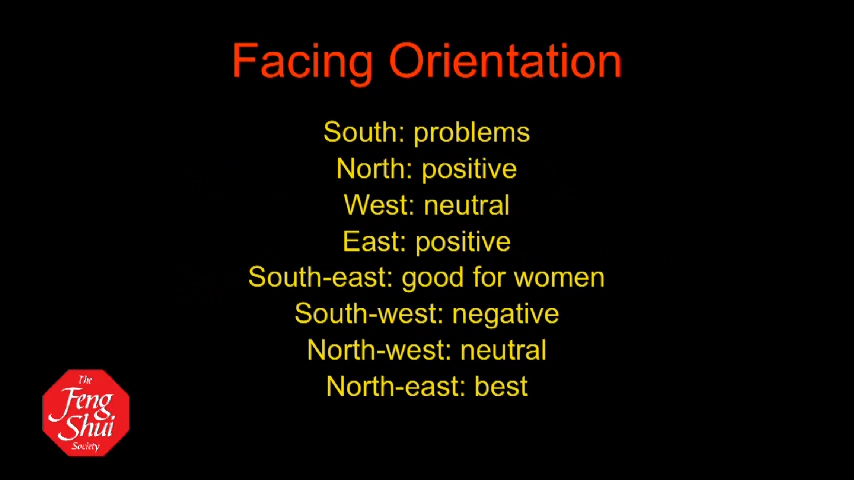 Facing Orientation
South: problems
North: positive
West: neutral
East: positive
South-east: good for women
South-west: negative
North-west: neutral
North-east: best
The
Feng
Shui
Society